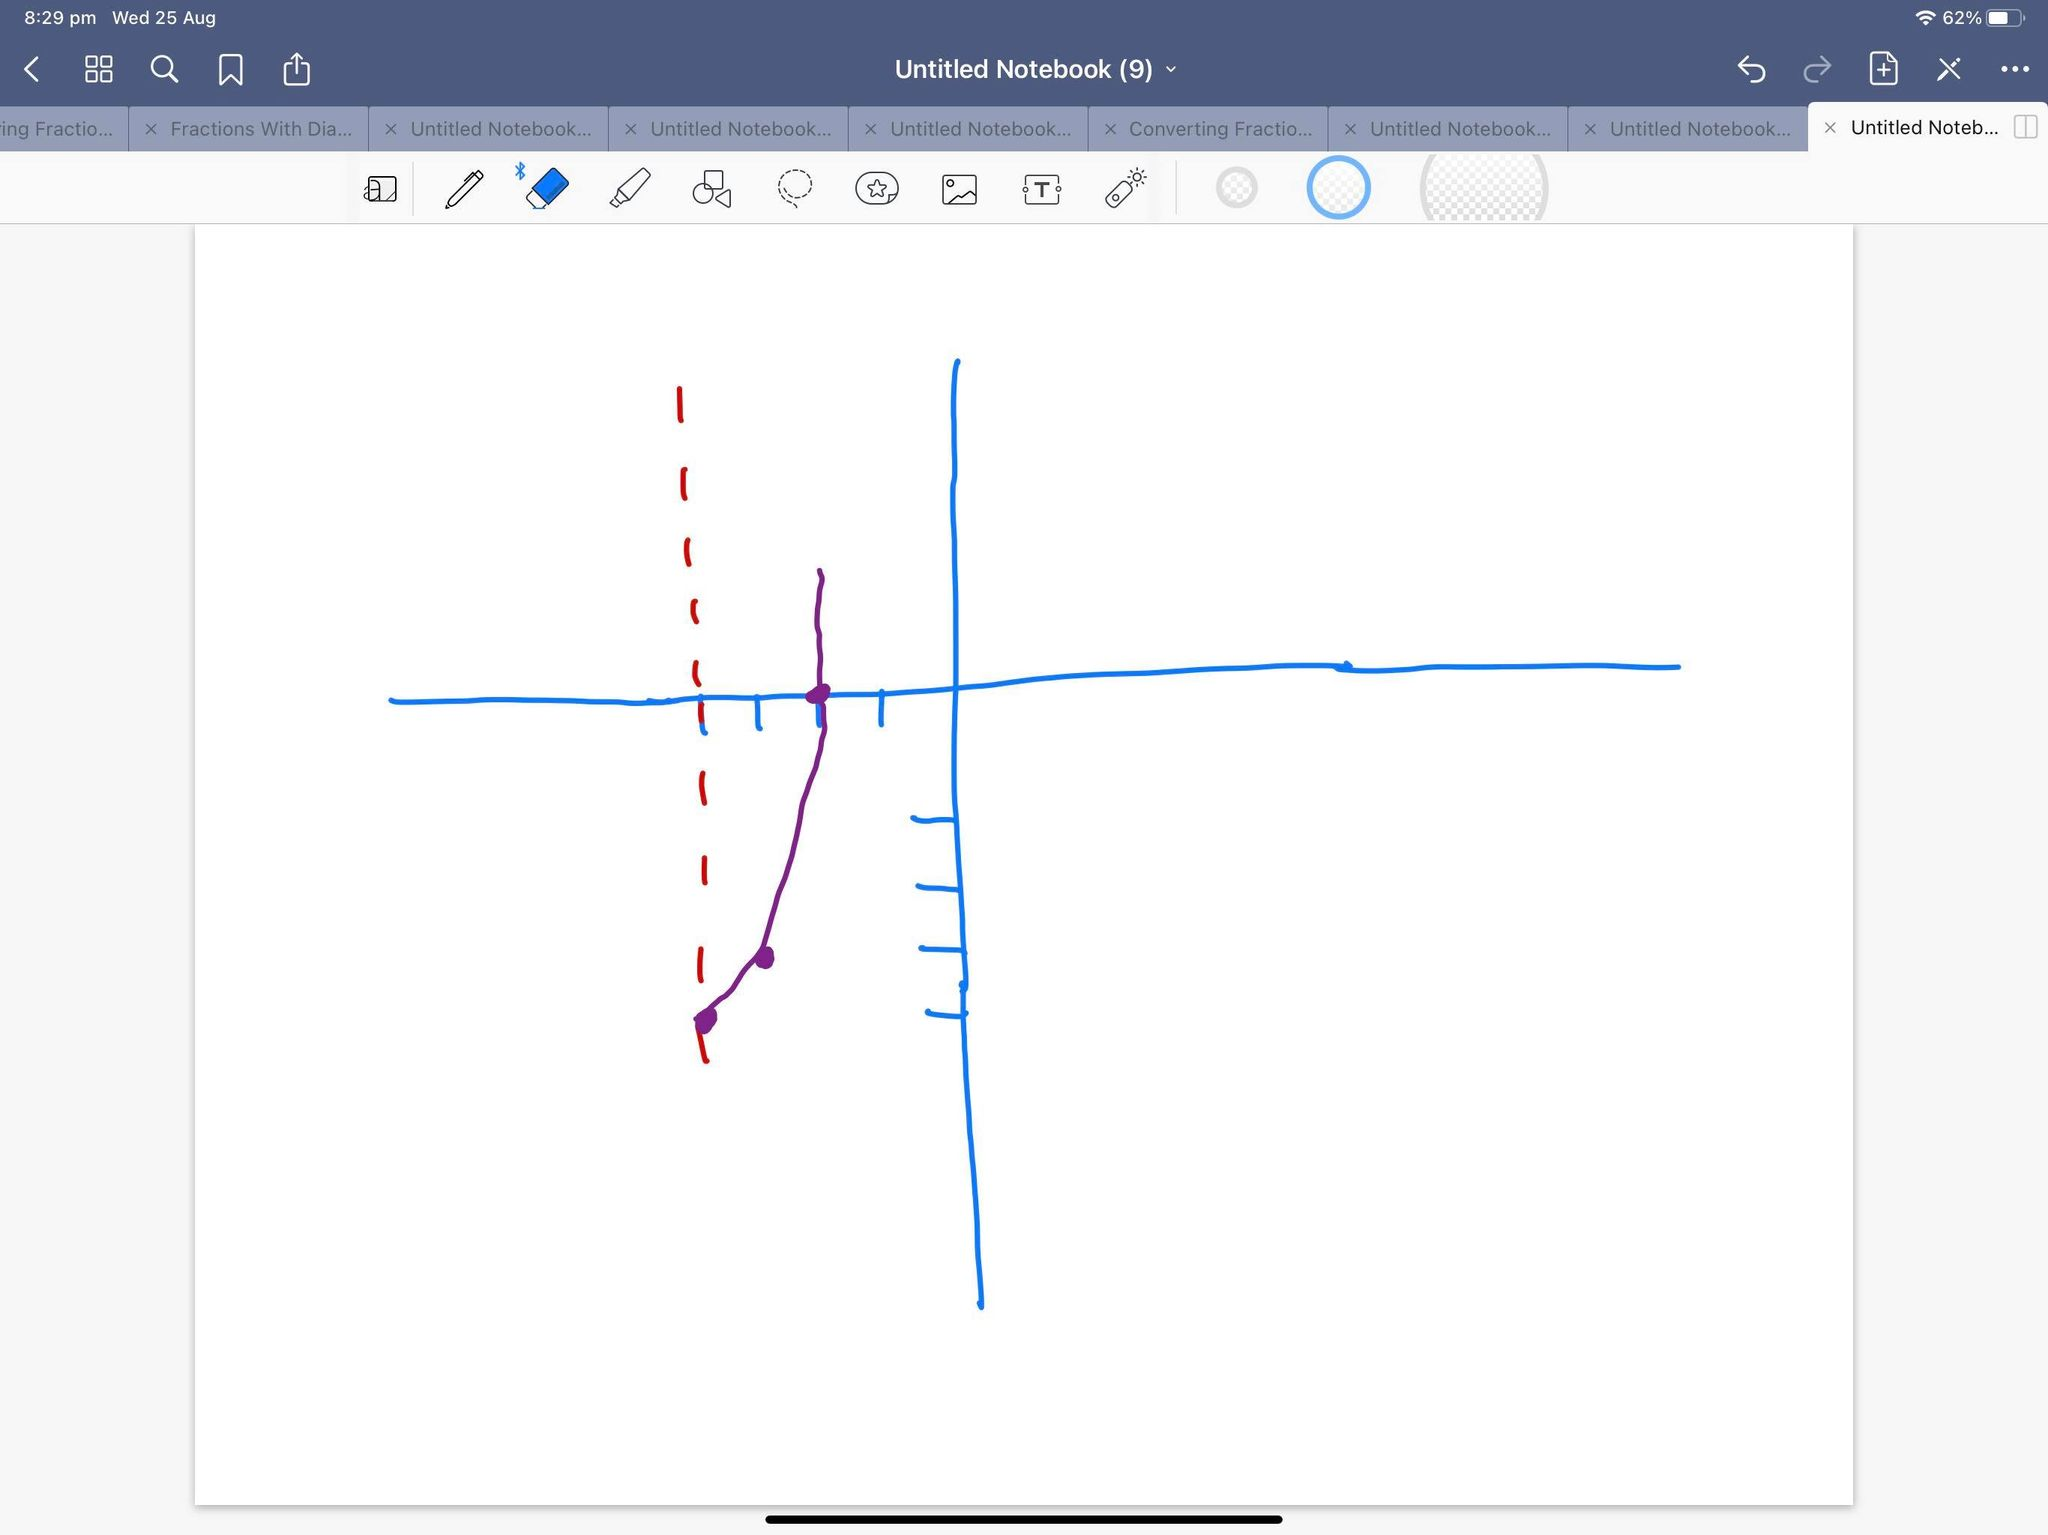 8:29 pm Wed 25 Aug 62%
Untitled Notebook (9)
ring Fractio... Fractions With Dia... Untitled Notebook... Untitled Notebook... Untitled Notebook... Converting Fractio... Untitled Notebook... Untitled Notebook... Untitled Noteb...